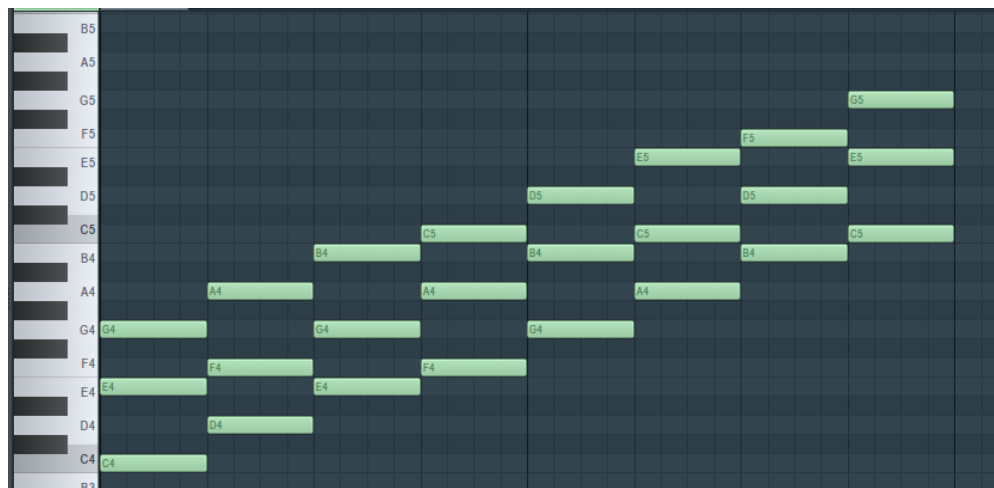 B5
A5
G5 G5
F5 F5
E5 E5 E5
D5 D5 D5
C5 C5 C5 C5
B4 B4 B4 B4
A4 A4 A4 A4
G4 G4 G4 G4
F4 F4 F4
E4 E4 E4
D4 D4
C4 C4
B3